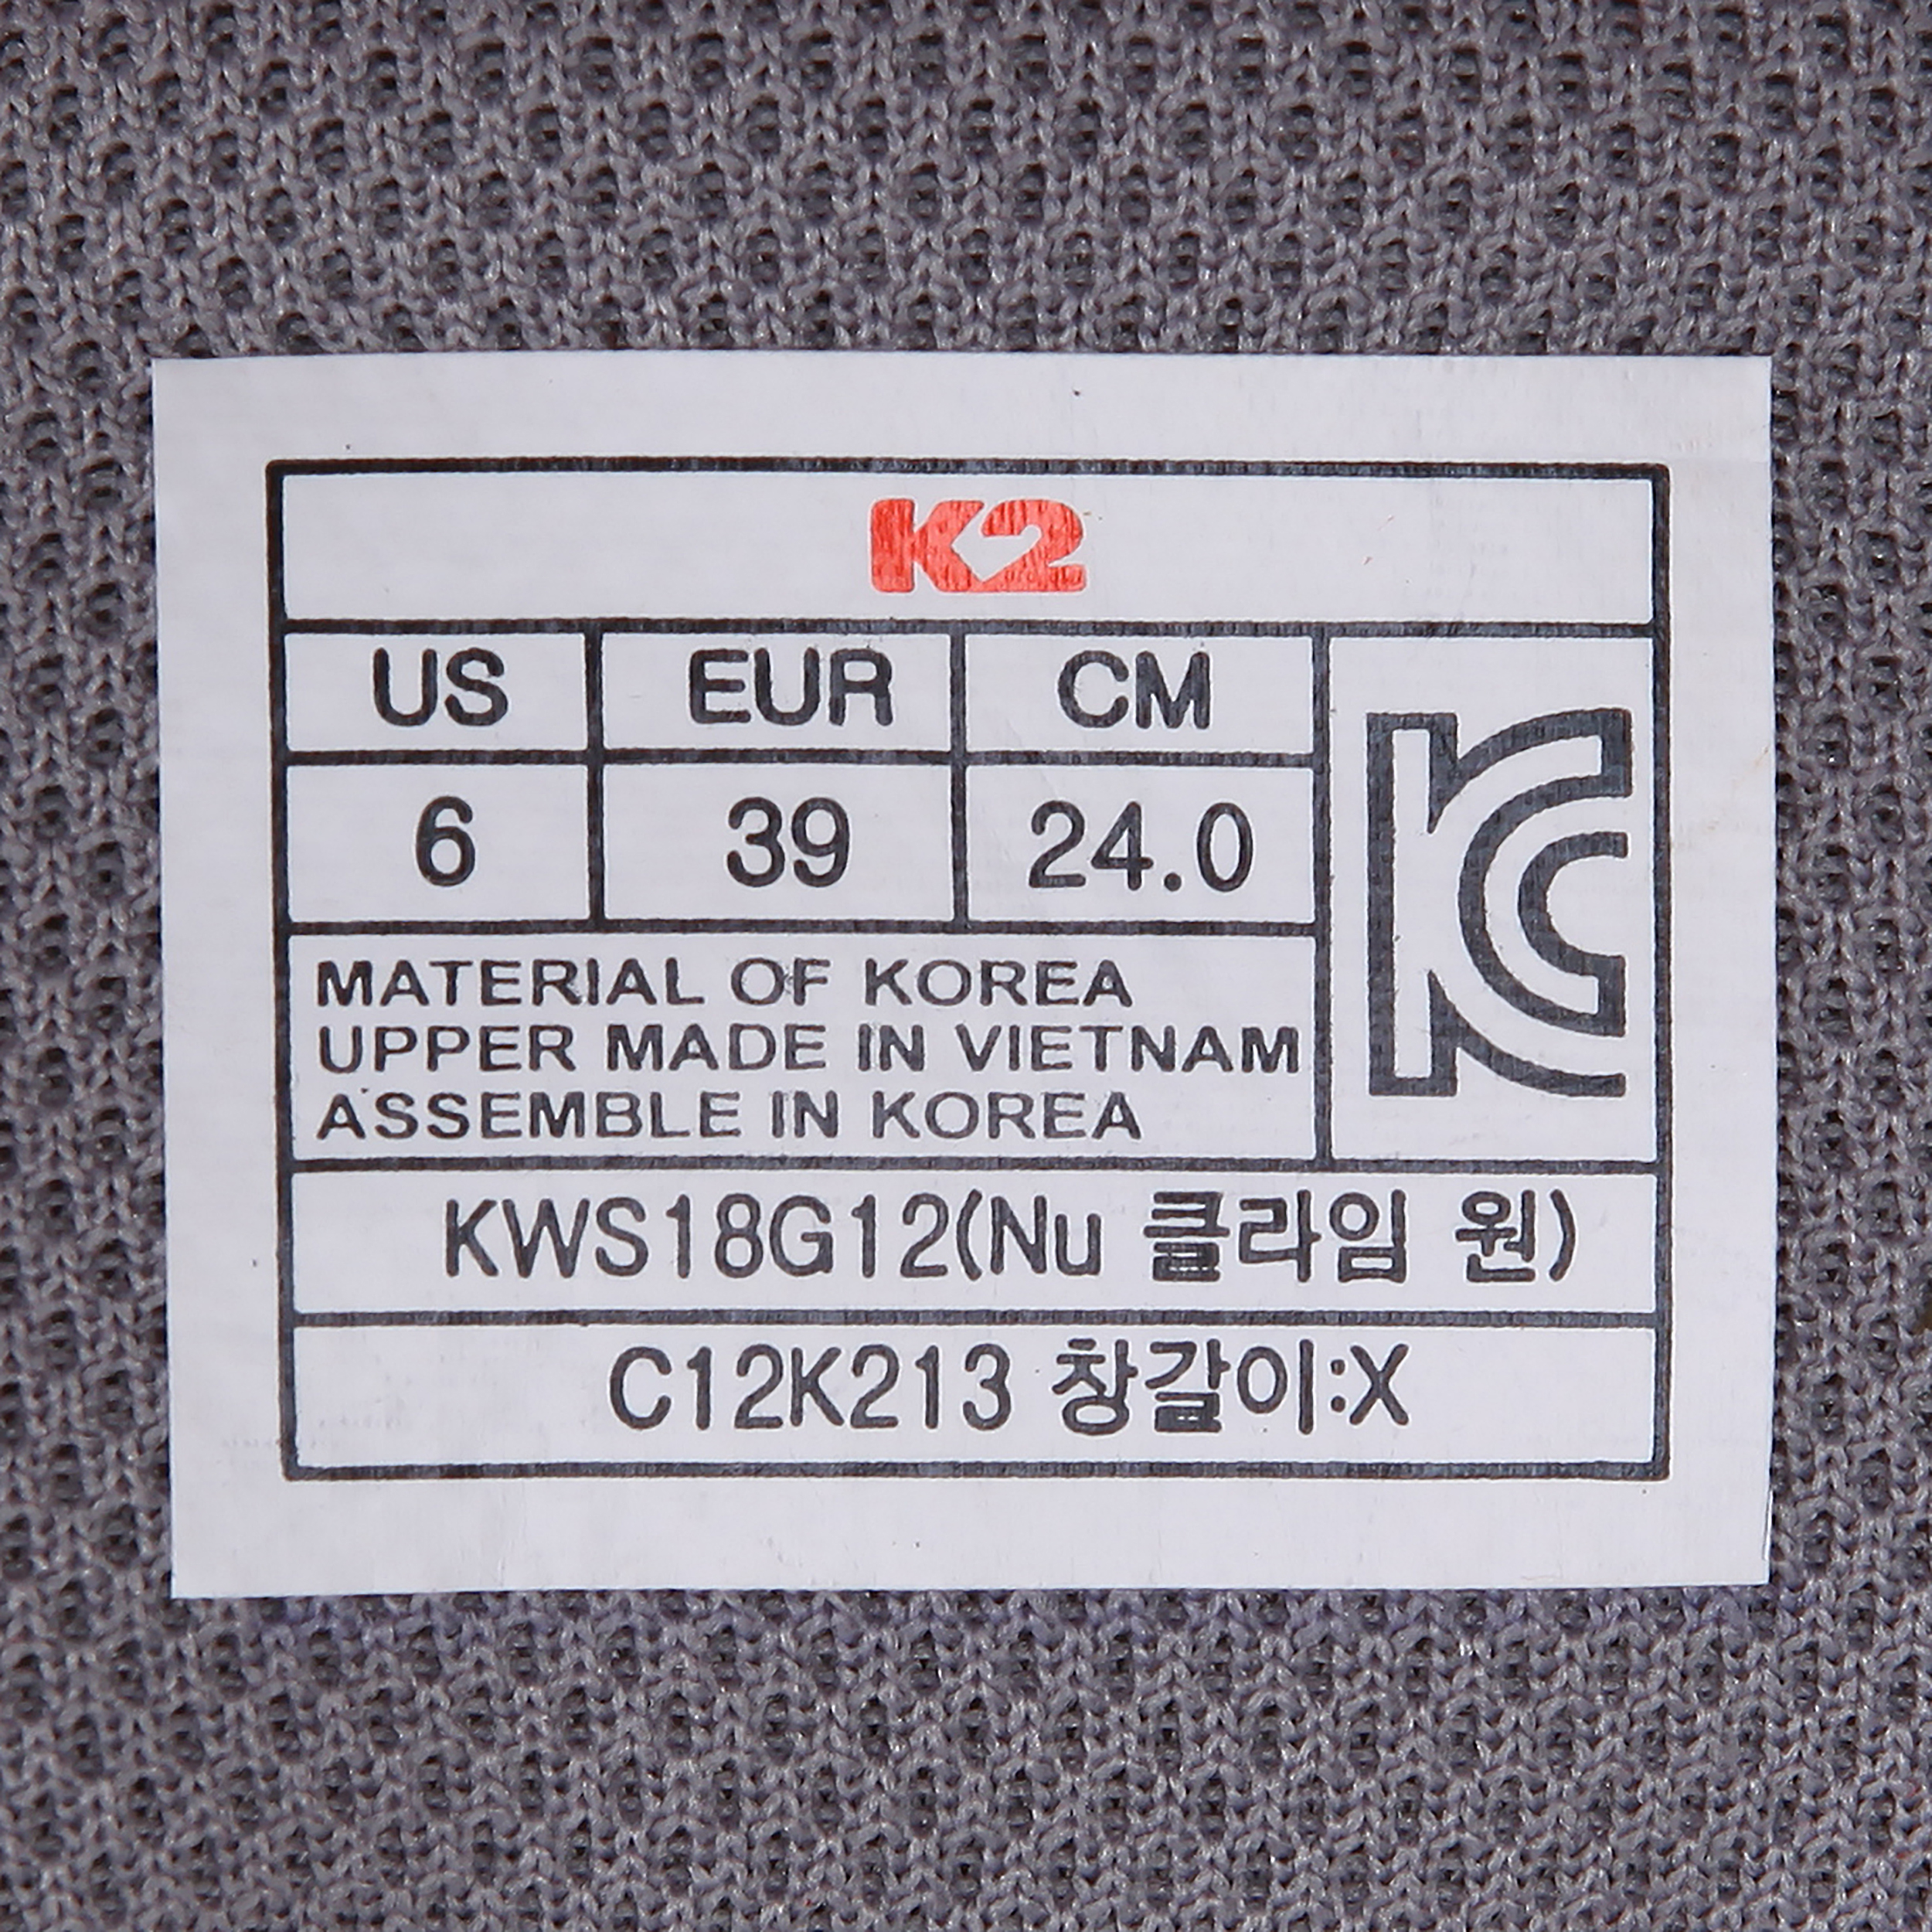 K2
US EUR CM
6 39 24.0
MATERIAL OF KOREA
UPPER MADE IN VIETNAM
ASSEMBLE IN KOREA
KC
KWS18G12(Nu 클라임 원)
C12K213 창갈이:X